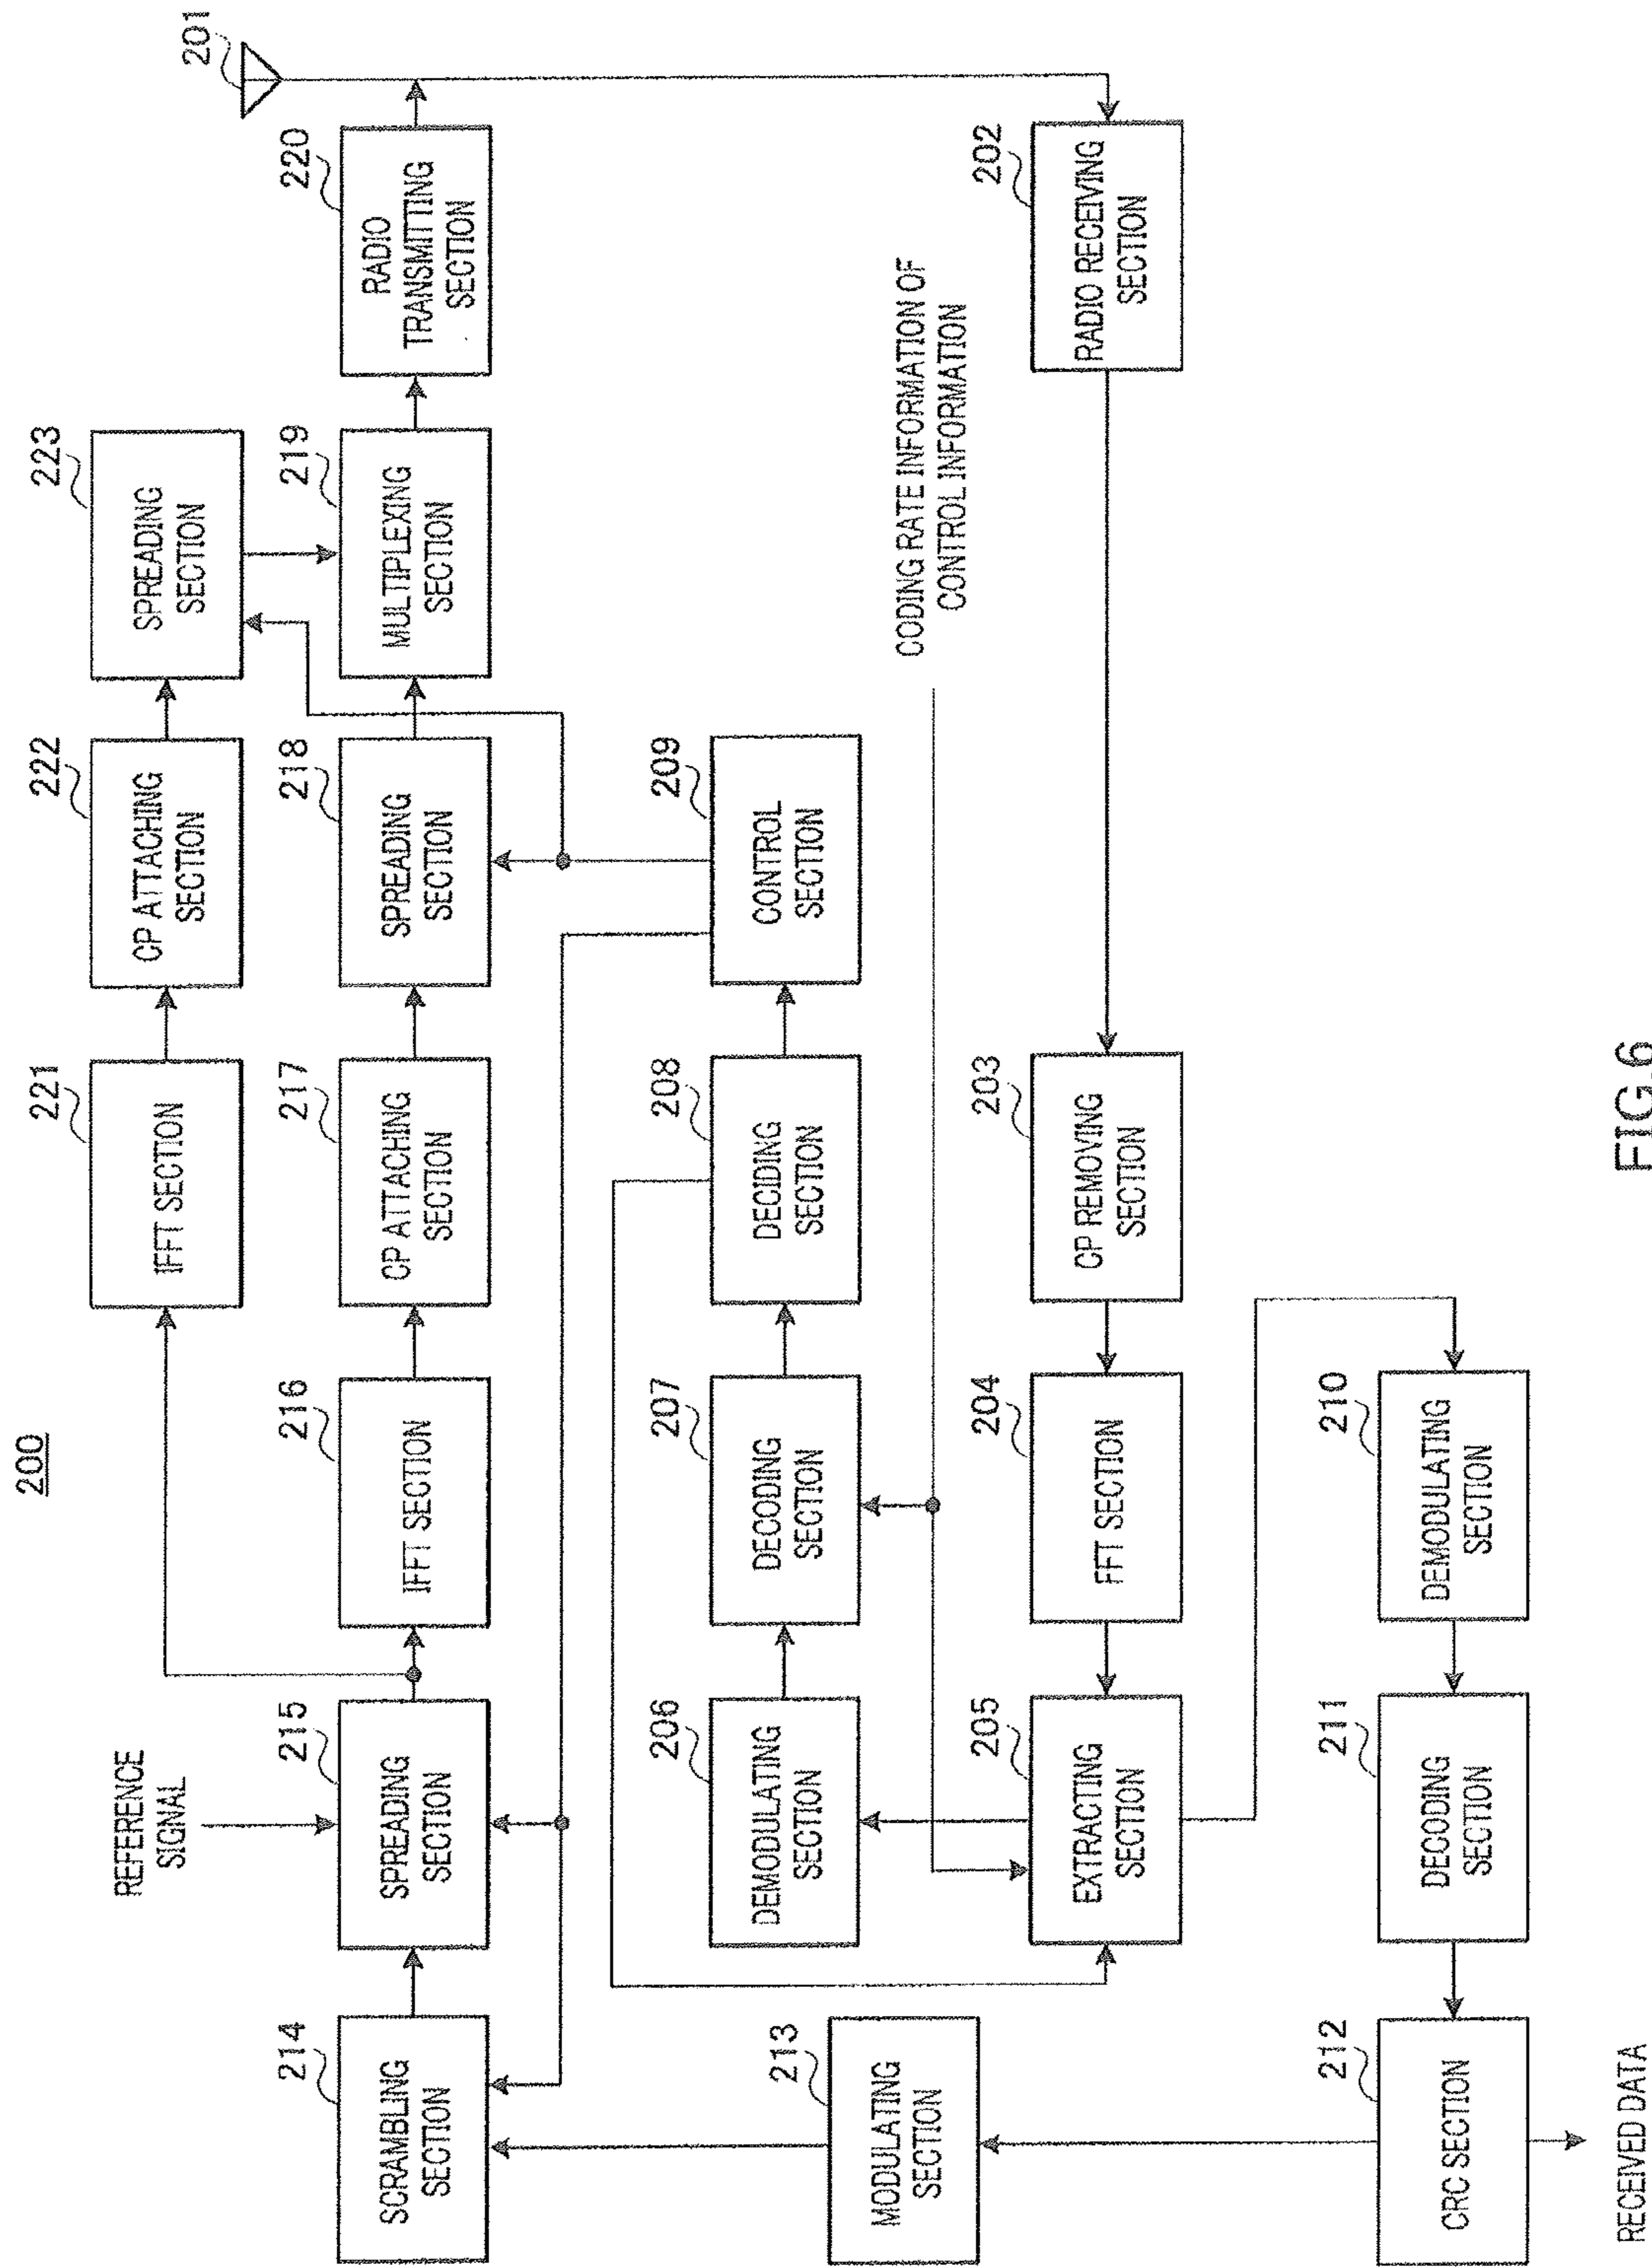 200
REFERENCE
SIGNAL
221
IFFT SECTION
222
CP ATTACHING
SECTION
223
SPREADING
SECTION
201
214
SCRAMBLING
SECTION
215
SPREADING
SECTION
216
IFFT SECTION
217
CP ATTACHING
SECTION
218
SPREADING
SECTION
219
MULTIPLEXING
SECTION
220
RADIO
TRANSMITTING
SECTION
206
DEMODULATING
SECTION
207
DECODING
SECTION
208
DECIDING
SECTION
209
CONTROL
SECTION
213
MODULATING
SECTION
CODING RATE INFORMATION OF
CONTROL INFORMATION
205
EXTRACTING
SECTION
204
FFT SECTION
203
CP REMOVING
SECTION
202
RADIO RECEIVING
SECTION
212
CRC SECTION
211
DECODING
SECTION
210
DEMODULATING
SECTION
RECEIVED DATA
FIG.6